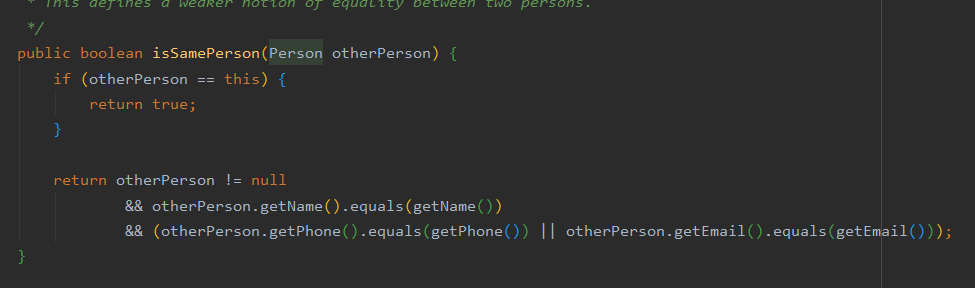 * This defines a weaker notion of equality between two persons.
*/
public boolean isSamePerson(Person otherPerson) {
if (otherPerson == this) {
return true;
}
return otherPerson != null
&& otherPerson.getName().equals(getName())
&& (otherPerson.getPhone().equals(getPhone()) || otherPerson.getEmail().equals(getEmail()));
}